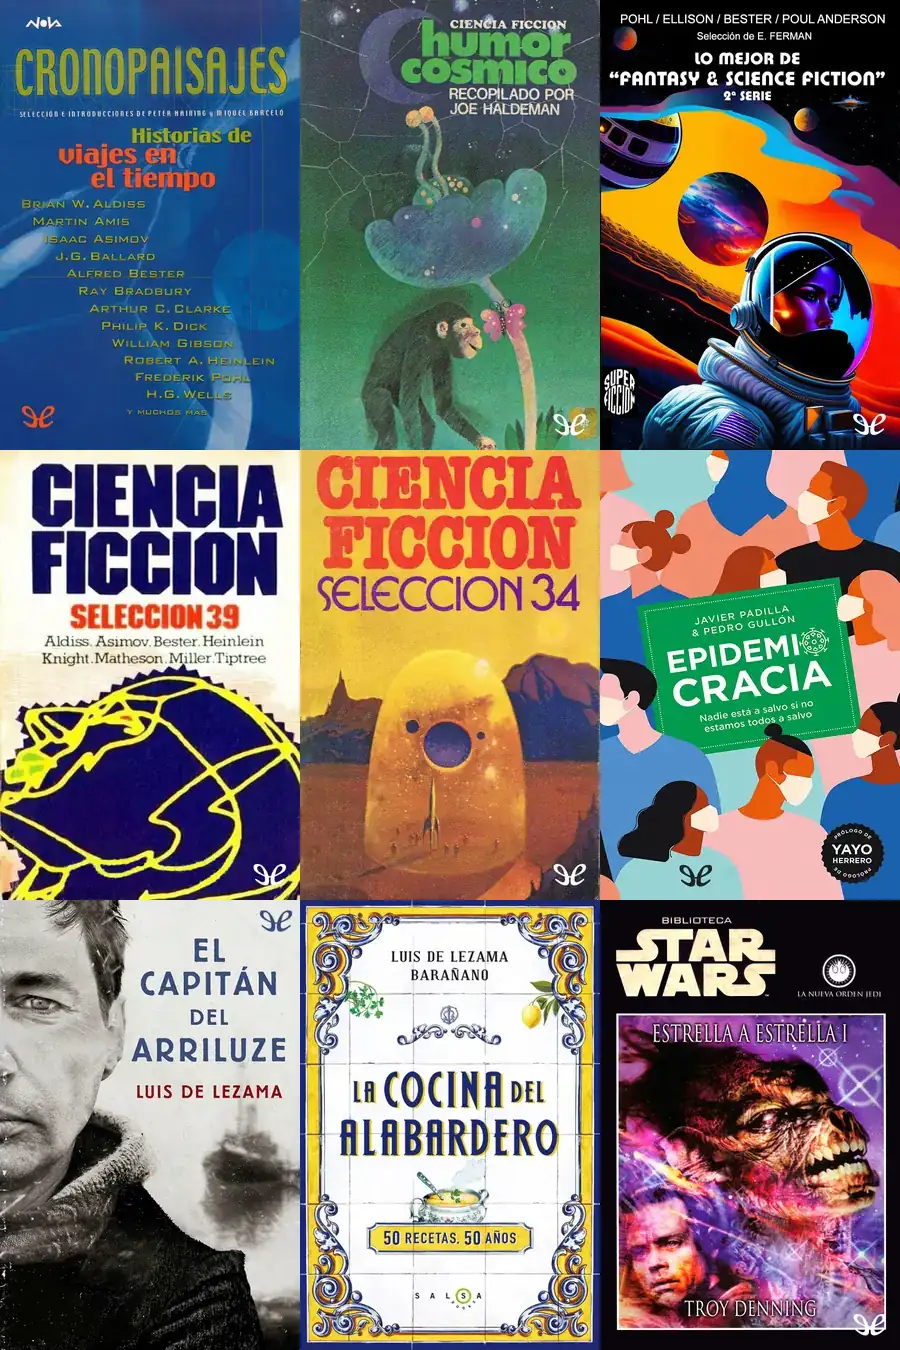 NOVA
CRONOPAISAJES
SELECCIÓN E INTRODUCCIONES DE PETER HAINING y MIQUEL BARCELÓ
Historias de
viajes en
el tiempo
BRIAN W. ALDISS
MARTIN AMIS
ISAAC ASIMOV
J.G. BALLARD
ALFRED BESTER
RAY BRADBURY
ARTHUR C. CLARKE
PHILIP K. DICK
WILLIAM GIBSON
ROBERT A. HEINLEIN
FREDERIK POHL
H.G. WELLS
Y MUCHOS MÁS
CIENCIA FICCION
humor
cósmico
RECOPILADO POR
JOE HALDEMAN
POHL / ELLISON / BESTER / POUL ANDERSON
Selección de E. FERMAN
LO MEJOR DE
“FANTASY & SCIENCE FICTION”
2ª SERIE
SUPER
FICCION
CIENCIA
FICCION
SELECCION 39
Aldiss. Asimov. Bester. Heinlein
Knight. Matheson. Miller. Tiptree
CIENCIA
FICCION
SELECCION 34
JAVIER PADILLA
& PEDRO GULLÓN
EPIDEMIO
CRACIA
Nadie está a salvo si no
estamos todos a salvo
PRÓLOGO DE
YAYO
HERRERO
PRÓLOGO DE
EL
CAPITÁN
DEL
ARRILUZE
LUIS DE LEZAMA
LUIS DE LEZAMA
BARAÑANO
LA COCINA DEL
ALABARDERO
50 RECETAS. 50 AÑOS
SALSA
BIBLIOTECA
STAR
WARS
LA NUEVA ORDEN JEDI
ESTRELLA A ESTRELLA I
TROY DENNING